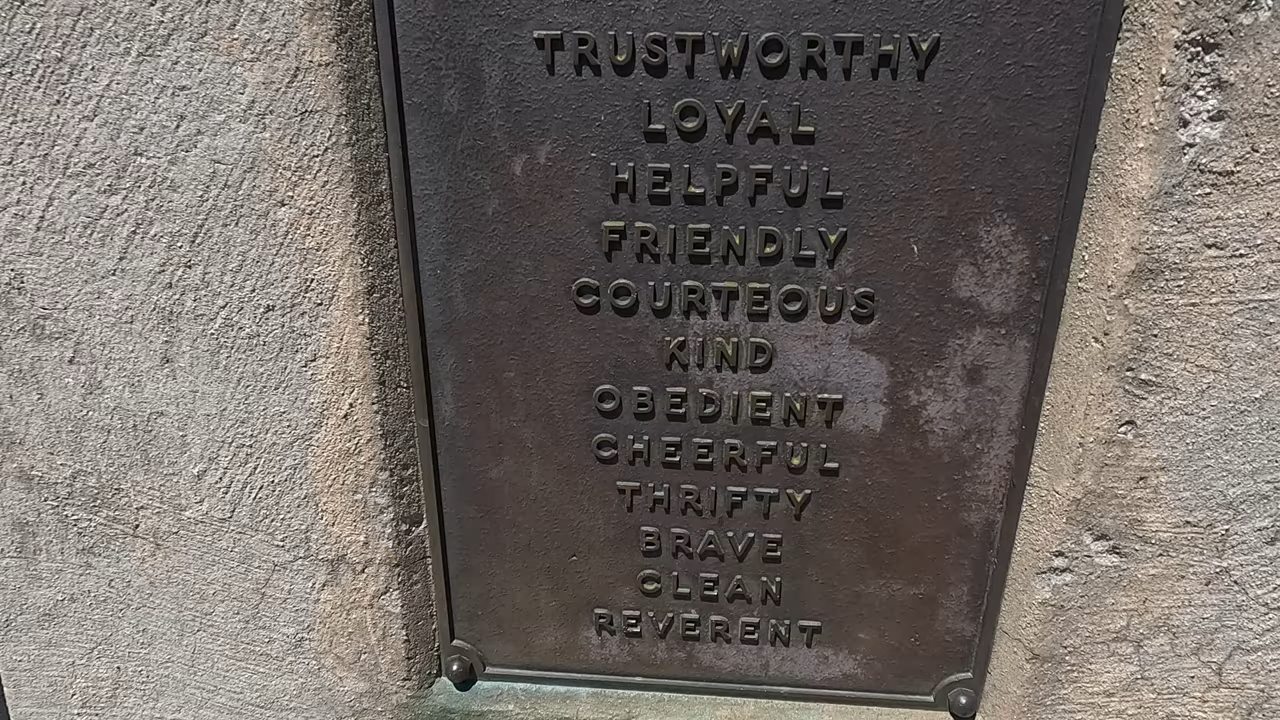 TRUSTWORTHY
LOYAL
HELPFUL
FRIENDLY
COURTEOUS
KIND
OBEDIENT
CHEERFUL
THRIFTY
BRAVE
CLEAN
REVERENT